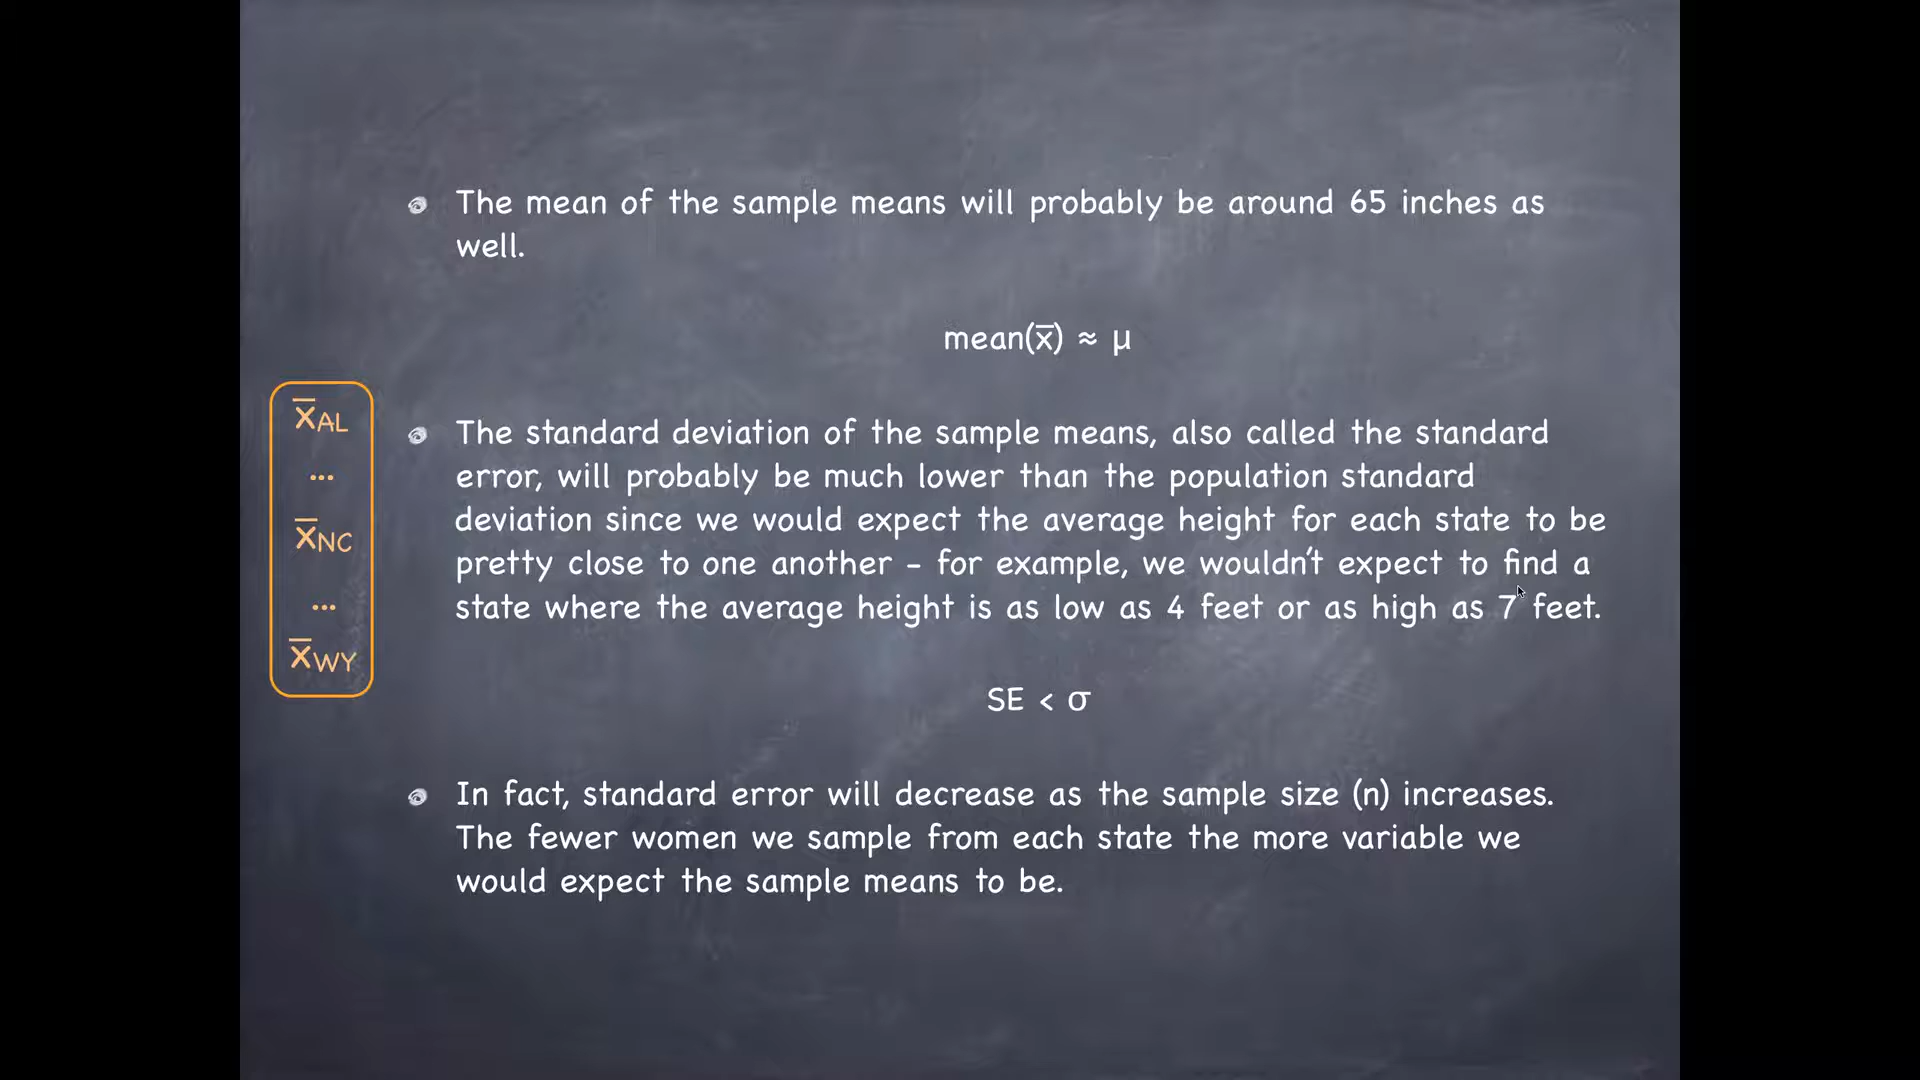 The mean of the sample means will probably be around 65 inches as
well.
mean(x̅) ≈ μ
x̅AL
...
x̅NC
...
x̅WY
The standard deviation of the sample means, also called the standard
error, will probably be much lower than the population standard
deviation since we would expect the average height for each state to be
pretty close to one another - for example, we wouldn't expect to find a
state where the average height is as low as 4 feet or as high as 7 feet.
SE < σ
In fact, standard error will decrease as the sample size (n) increases.
The fewer women we sample from each state the more variable we
would expect the sample means to be.